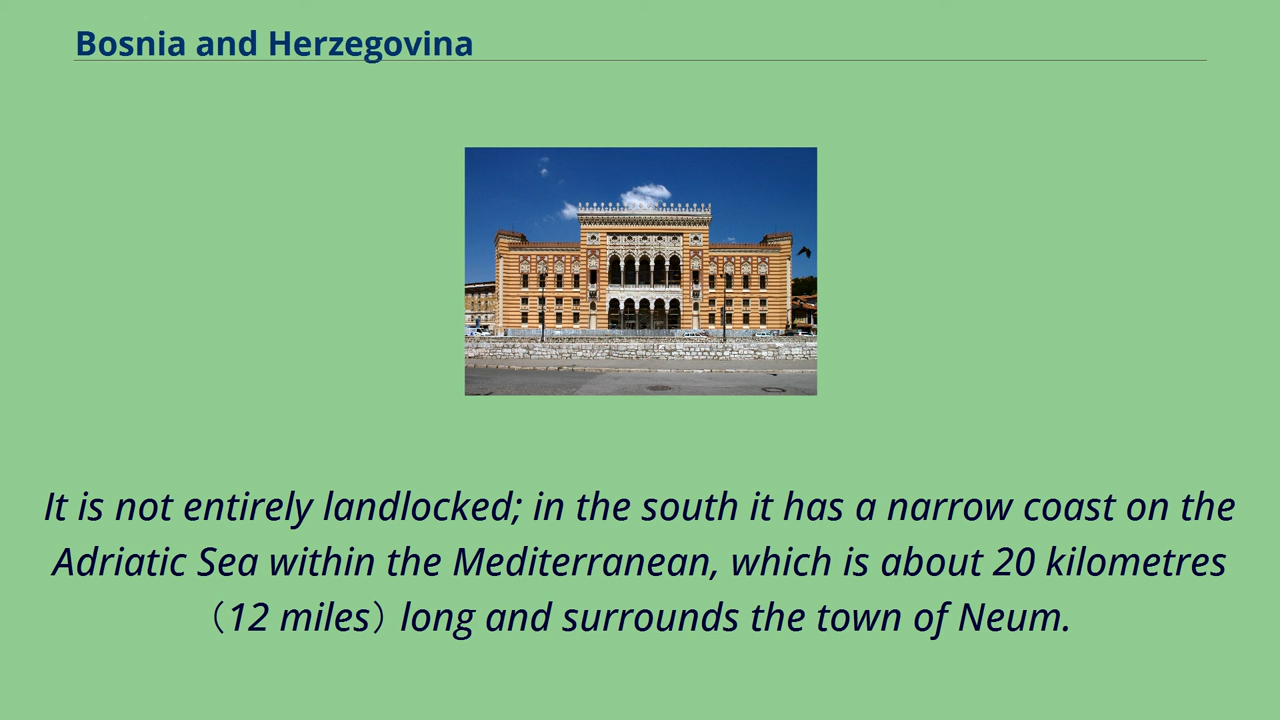 Bosnia and Herzegovina
It is not entirely landlocked; in the south it has a narrow coast on the
Adriatic Sea within the Mediterranean, which is about 20 kilometres
（12 miles）long and surrounds the town of Neum.